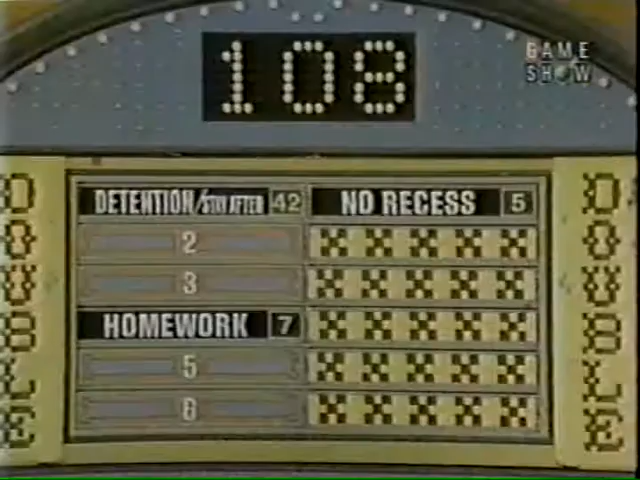 108
GAME
SHOW
DETENTION/STAY AFTER 42
NO RECESS 5
2
3
HOMEWORK 7
5
6
DOUBLE
DOUBLE